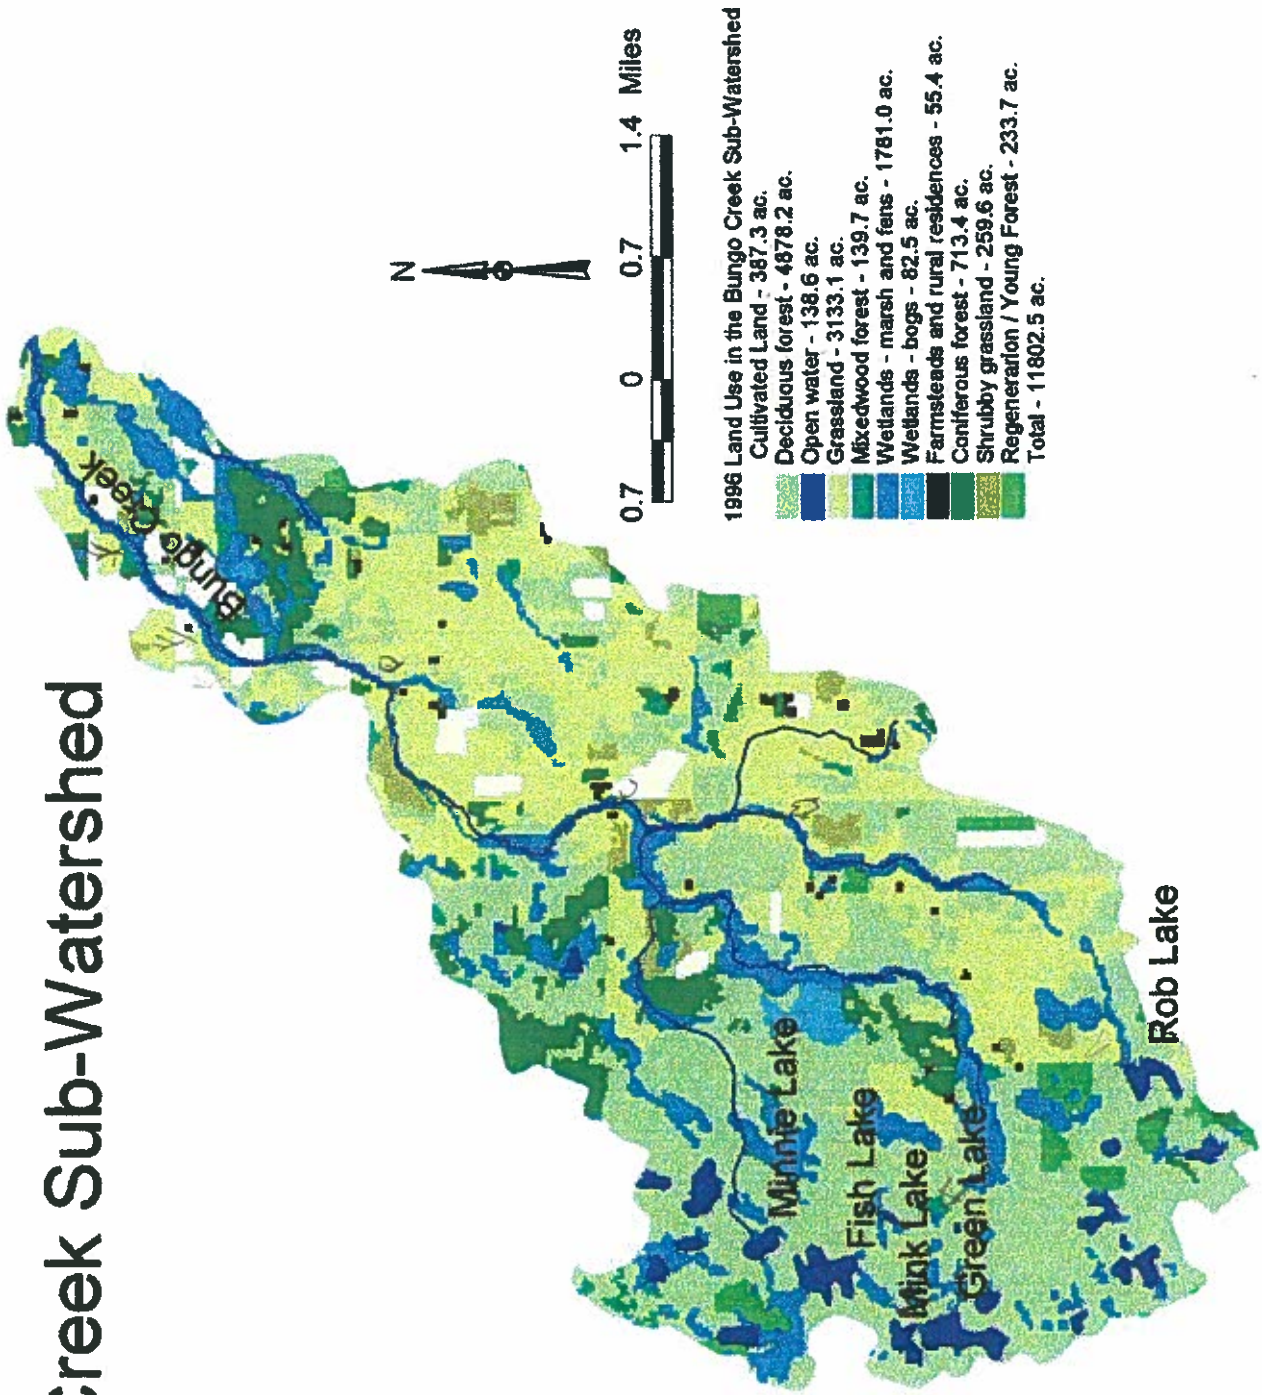 Creek Sub-Watershed
Bungo Creek
N
0.7 0 0.7 1.4 Miles
1996 Land Use in the Bungo Creek Sub-Watershed
Cultivated Land - 387.3 ac.
Deciduous forest - 4878.2 ac.
Open water - 138.6 ac.
Grassland - 3133.1 ac.
Mixedwood forest - 139.7 ac.
Wetlands - marsh and fens - 1781.0 ac.
Wetlands - bogs - 82.5 ac.
Farmsteads and rural residences - 55.4 ac.
Coniferous forest - 713.4 ac.
Shrubby grassland - 259.6 ac.
Regenerarion / Young Forest - 233.7 ac.
Total - 11802.5 ac.
Minnie Lake
Fish Lake
Mink Lake
Green Lake
Rob Lake